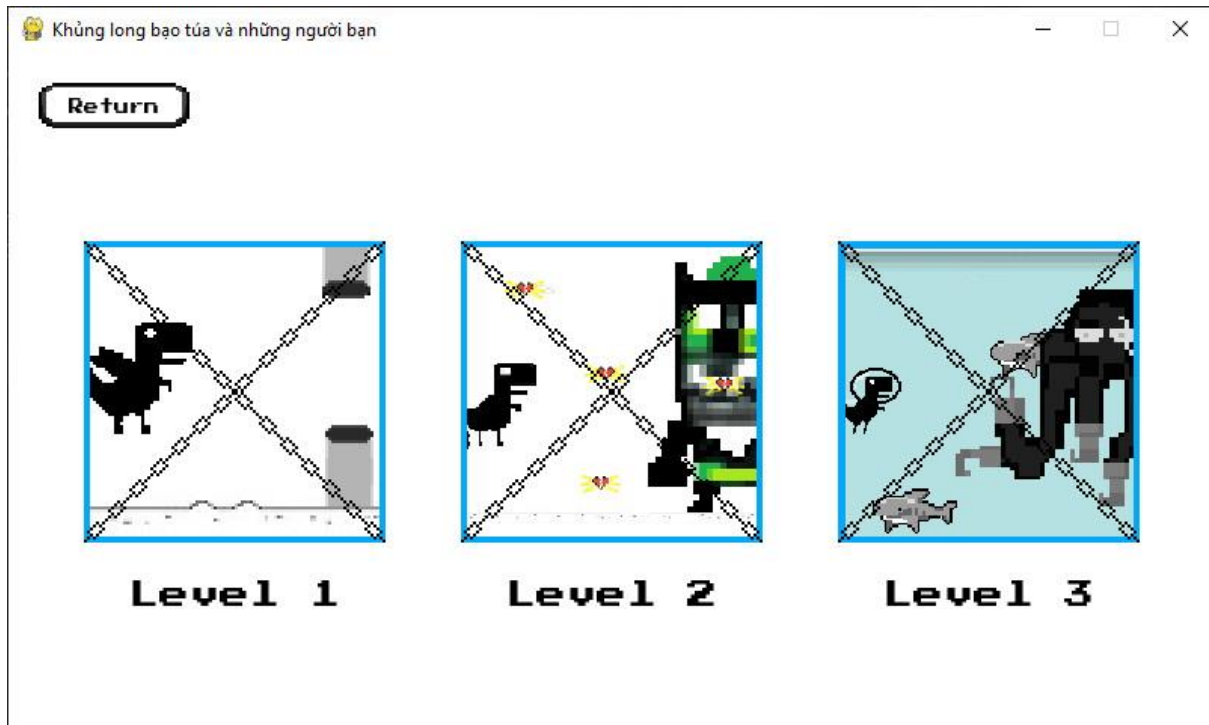 Khủng long bạo túa và những người bạn
Return
Level 1
Level 2
Level 3